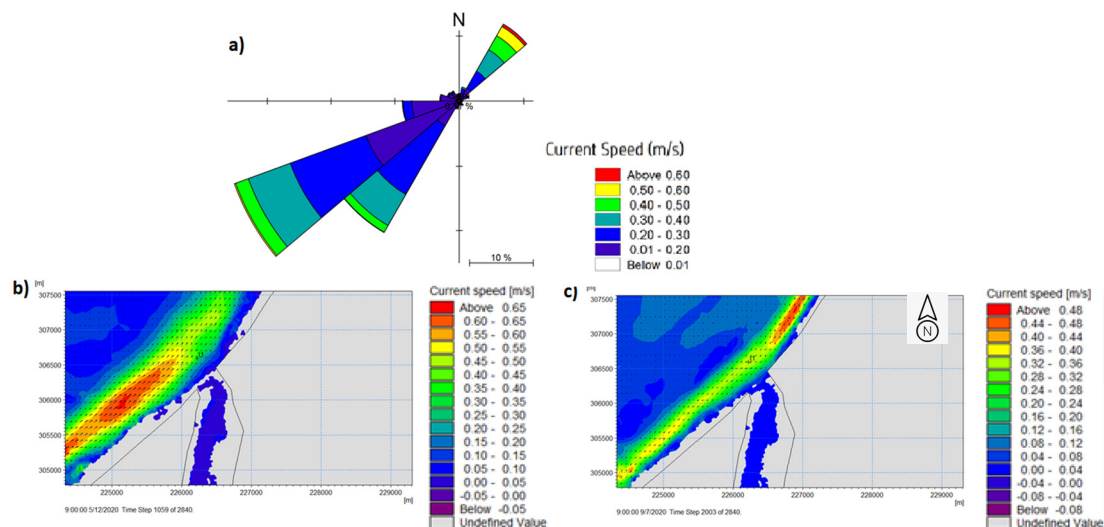 a)
N
%
10 %
Current Speed (m/s)
Above 0.60
0.50 - 0.60
0.40 - 0.50
0.30 - 0.40
0.20 - 0.30
0.01 - 0.20
Below 0.01
b)
[m]
307500
307000
306500
306000
305500
305000
225000
226000
227000
228000
229000
[m]
9:00:00 5/12/2020 Time Step 1059 of 2840.
Current speed [m/s]
Above 0.65
0.60 - 0.65
0.55 - 0.60
0.50 - 0.55
0.45 - 0.50
0.40 - 0.45
0.35 - 0.40
0.30 - 0.35
0.25 - 0.30
0.20 - 0.25
0.15 - 0.20
0.10 - 0.15
0.05 - 0.10
0.00 - 0.05
-0.05 - 0.00
Below -0.05
Undefined Value
c)
[m]
307500
307000
306500
306000
305500
305000
225000
226000
227000
228000
229000
[m]
9:00:00 9/7/2020 Time Step 2003 of 2840.
N
Current speed [m/s]
Above 0.48
0.44 - 0.48
0.40 - 0.44
0.36 - 0.40
0.32 - 0.36
0.28 - 0.32
0.24 - 0.28
0.20 - 0.24
0.16 - 0.20
0.12 - 0.16
0.08 - 0.12
0.04 - 0.08
0.00 - 0.04
-0.04 - 0.00
-0.08 - -0.04
Below -0.08
Undefined Value